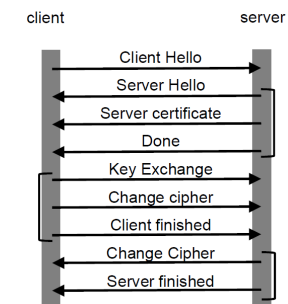 client server
Client Hello
Server Hello
Server certificate
Done
Key Exchange
Change cipher
Client finished
Change Cipher
Server finished